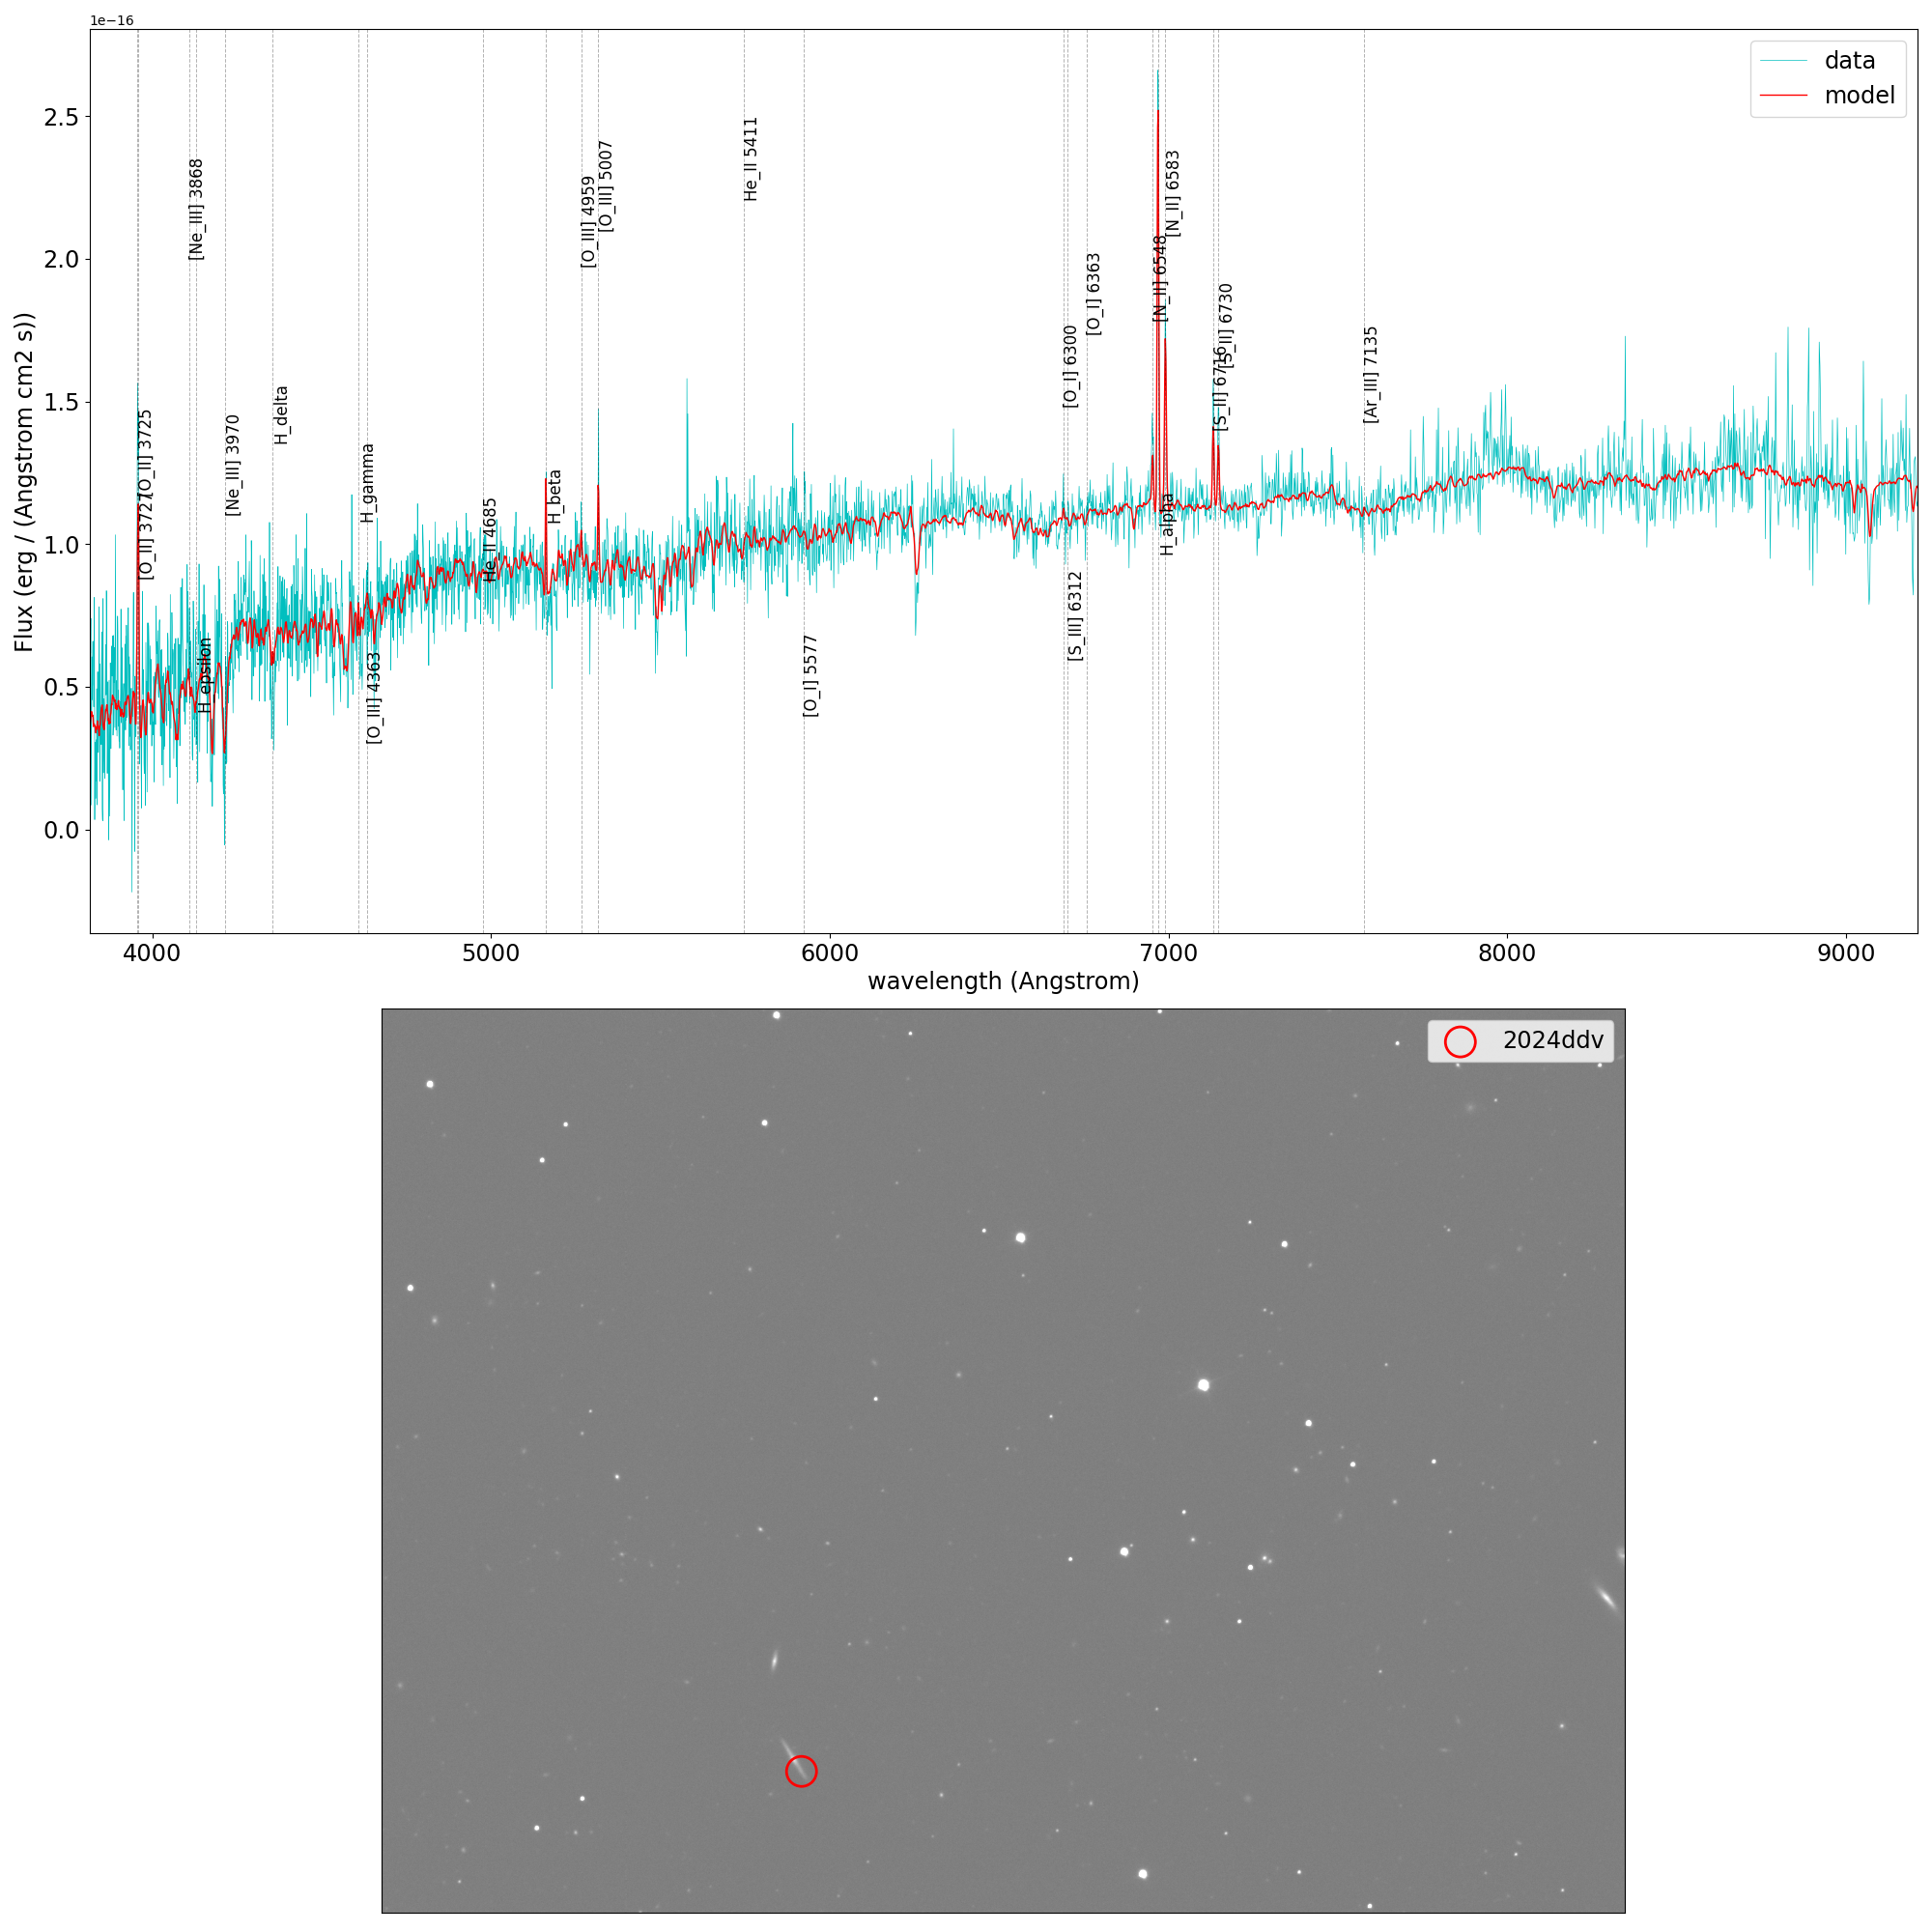 1e−16
data
model
2.5
2.0
1.5
1.0
0.5
0.0
Flux (erg / (Angstrom cm2 s))
[O_II] 3725
[O_II] 3727
[Ne_III] 3868
H_epsilon
[Ne_III] 3970
H_delta
H_gamma
[O_III] 4363
He_II 4685
H_beta
[O_III] 4959
[O_III] 5007
He_II 5411
[O_I] 5577
[O_I] 6300
[S_III] 6312
[O_I] 6363
[N_II] 6548
H_alpha
[N_II] 6583
[S_II] 6716
[S_II] 6730
[Ar_III] 7135
4000
5000
6000
7000
8000
9000
wavelength (Angstrom)
2024ddv